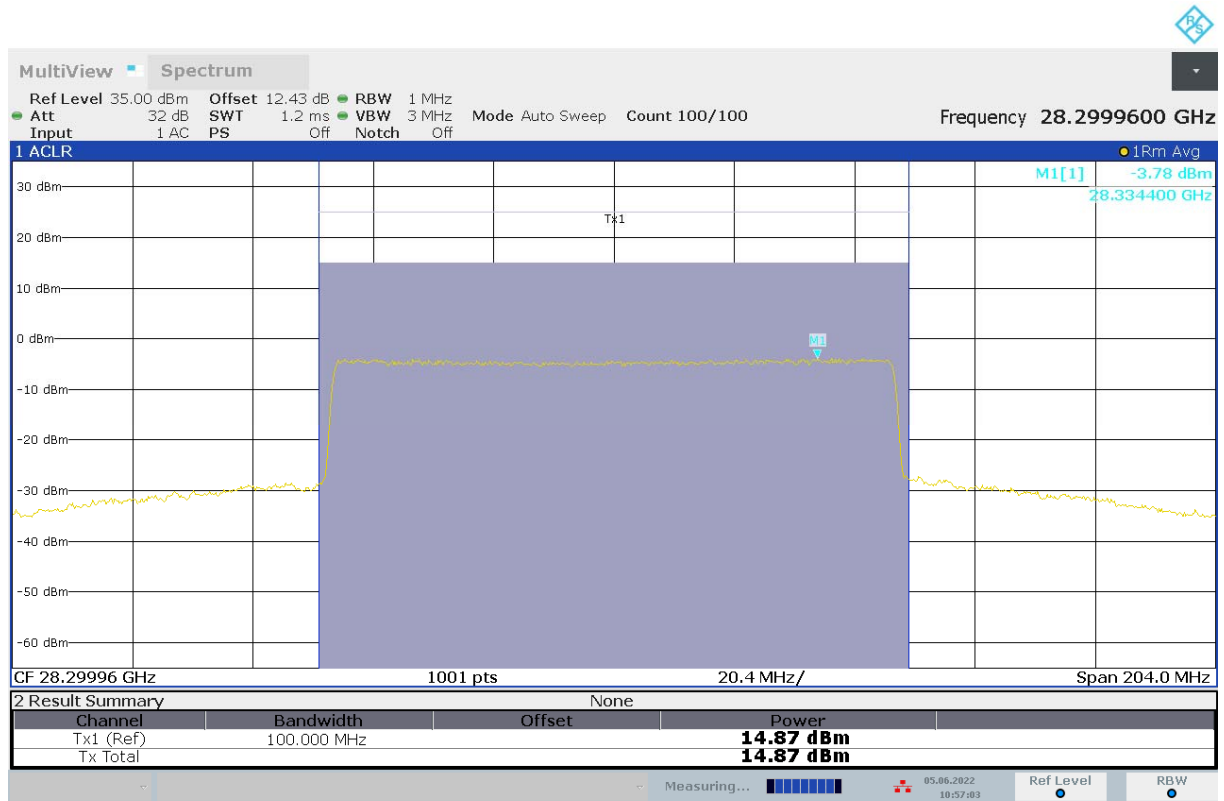 R S
MultiView Spectrum
Ref Level 35.00 dBm Offset 12.43 dB RBW 1 MHz
Att 32 dB SWT 1.2 ms VBW 3 MHz Mode Auto Sweep Count 100/100 Frequency 28.2999600 GHz
Input 1 AC PS Off Notch Off
1 ACLR 1Rm Avg
M1[1] -3.78 dBm
28.334400 GHz
30 dBm
Tx1
20 dBm
10 dBm
0 dBm
M1
-10 dBm
-20 dBm
-30 dBm
-40 dBm
-50 dBm
-60 dBm
CF 28.29996 GHz 1001 pts 20.4 MHz/ Span 204.0 MHz
2 Result Summary None
Channel Bandwidth Offset Power
Tx1 (Ref) 100.000 MHz 14.87 dBm
Tx Total 14.87 dBm
Measuring... 05.06.2022 Ref Level RBW
10:57:03